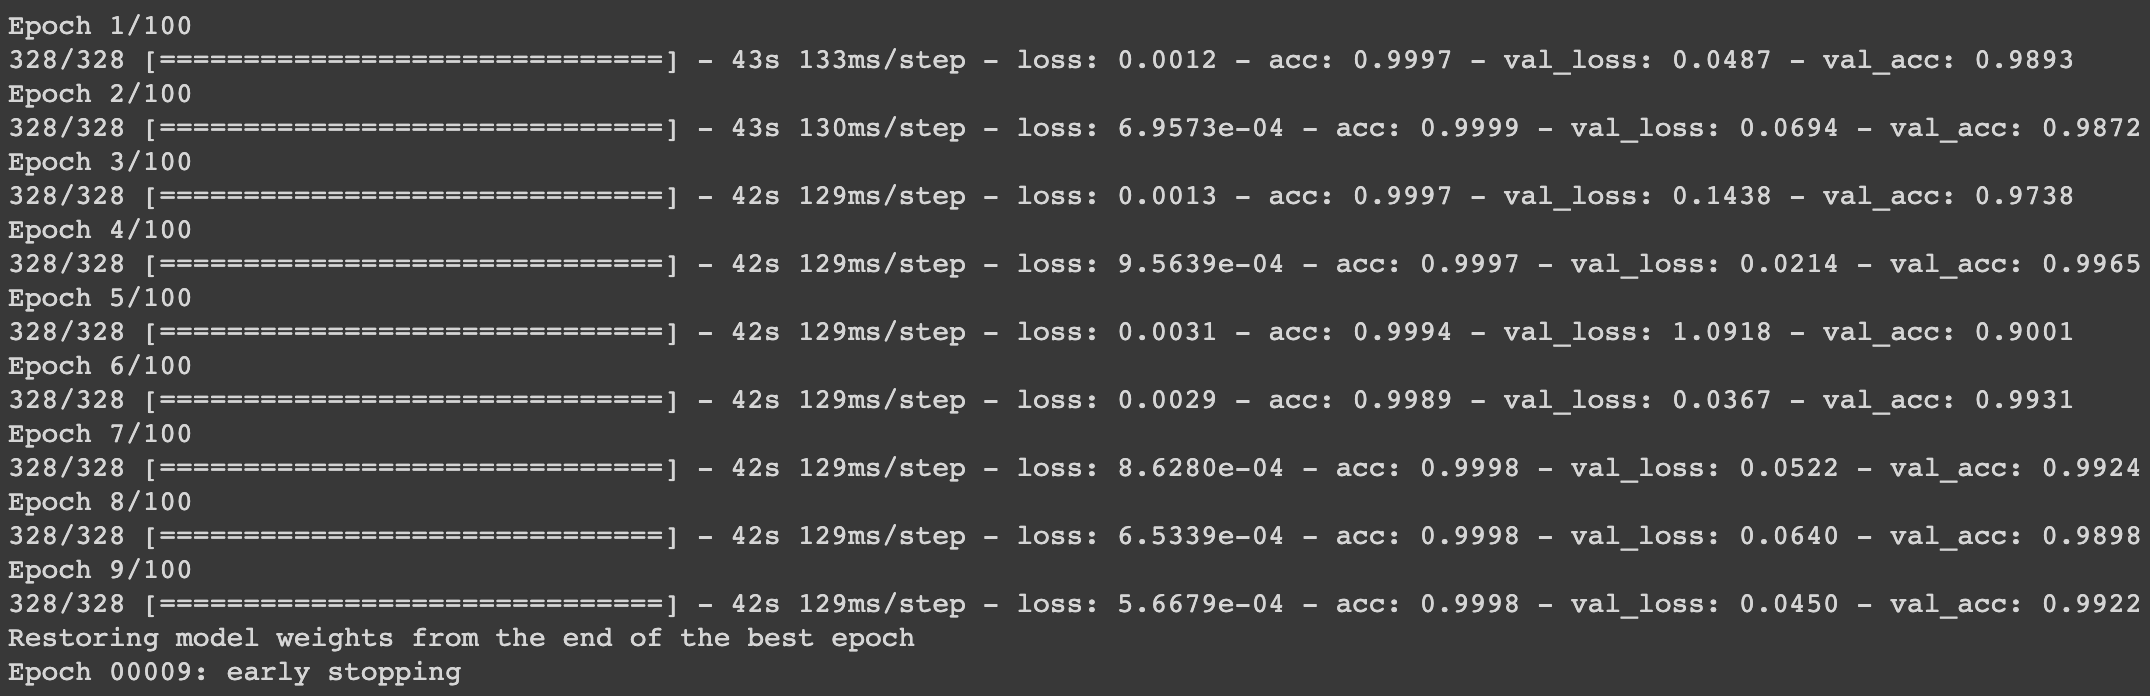 Epoch 1/100
328/328 [==============================] - 43s 133ms/step - loss: 0.0012 - acc: 0.9997 - val_loss: 0.0487 - val_acc: 0.9893
Epoch 2/100
328/328 [==============================] - 43s 130ms/step - loss: 6.9573e-04 - acc: 0.9999 - val_loss: 0.0694 - val_acc: 0.9872
Epoch 3/100
328/328 [==============================] - 42s 129ms/step - loss: 0.0013 - acc: 0.9997 - val_loss: 0.1438 - val_acc: 0.9738
Epoch 4/100
328/328 [==============================] - 42s 129ms/step - loss: 9.5639e-04 - acc: 0.9997 - val_loss: 0.0214 - val_acc: 0.9965
Epoch 5/100
328/328 [==============================] - 42s 129ms/step - loss: 0.0031 - acc: 0.9994 - val_loss: 1.0918 - val_acc: 0.9001
Epoch 6/100
328/328 [==============================] - 42s 129ms/step - loss: 0.0029 - acc: 0.9989 - val_loss: 0.0367 - val_acc: 0.9931
Epoch 7/100
328/328 [==============================] - 42s 129ms/step - loss: 8.6280e-04 - acc: 0.9998 - val_loss: 0.0522 - val_acc: 0.9924
Epoch 8/100
328/328 [==============================] - 42s 129ms/step - loss: 6.5339e-04 - acc: 0.9998 - val_loss: 0.0640 - val_acc: 0.9898
Epoch 9/100
328/328 [==============================] - 42s 129ms/step - loss: 5.6679e-04 - acc: 0.9998 - val_loss: 0.0450 - val_acc: 0.9922
Restoring model weights from the end of the best epoch
Epoch 00009: early stopping